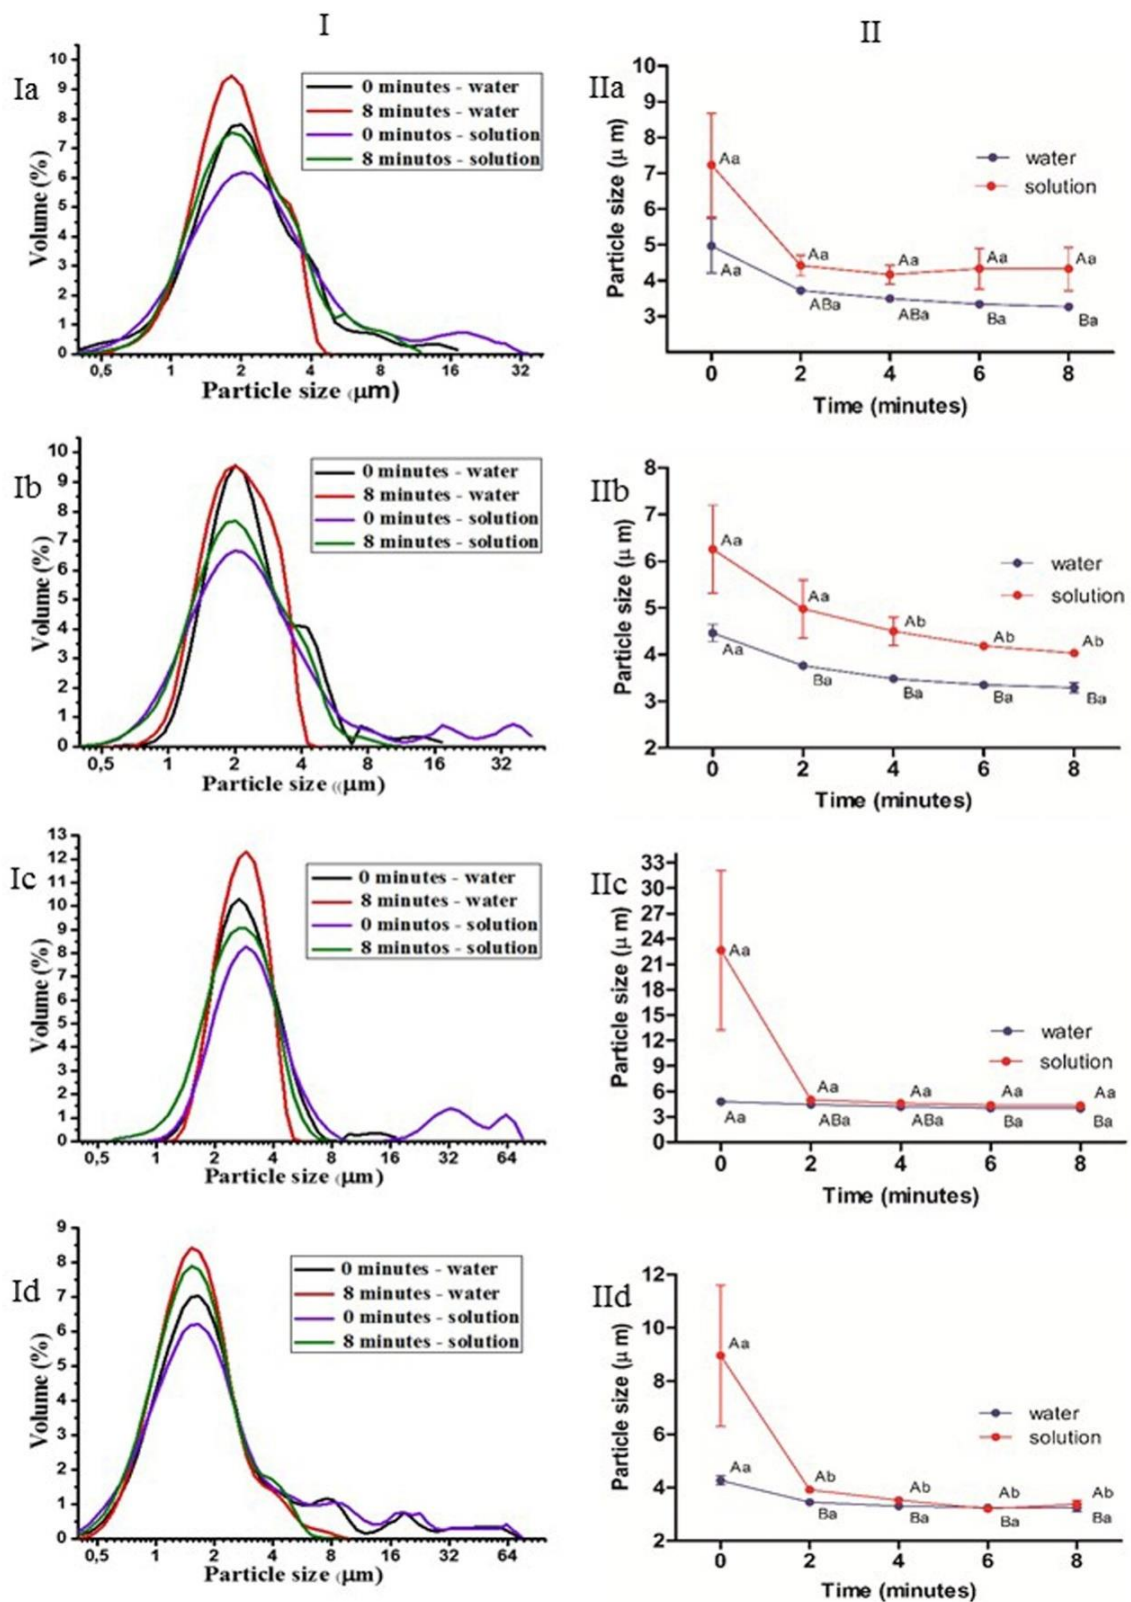 I
II
Ia
10
9
8
7
6
5
4
3
2
1
0
Volume (%)
0 minutes - water
8 minutes - water
0 minutos - solution
8 minutos - solution
0,5 1 2 4 8 16 32
Particle size (μm)
IIa
10
9
8
7
6
5
4
3
Particle size (μ m)
water
solution
Aa Aa Aa Aa Aa
Aa ABa ABa Ba Ba
0 2 4 6 8
Time (minutes)
Ib
10
9
8
7
6
5
4
3
2
1
0
Volume (%)
0 minutes - water
8 minutes - water
0 minutes - solution
8 minutes - solution
0,5 1 2 4 8 16 32
Particle size ((μm)
IIb
8
7
6
5
4
3
2
Particle size (μ m)
water
solution
Aa Aa Ab Ab Ab
Aa Ba Ba Ba Ba
0 2 4 6 8
Time (minutes)
Ic
13
12
11
10
9
8
7
6
5
4
3
2
1
0
Volume (%)
0 minutes - water
8 minutes - water
0 minutos - solution
8 minutos - solution
0,5 1 2 4 8 16 32 64
Particle size (μm)
IIc
33
30
27
24
21
18
15
12
9
6
3
0
Particle size (μ m)
water
solution
Aa Aa Aa Aa Aa
Aa ABa ABa Ba Ba
0 2 4 6 8
Time (minutes)
Id
9
8
7
6
5
4
3
2
1
0
Volume (%)
0 minutes - water
8 minutes - water
0 minutes - solution
8 minutes - solution
0,5 1 2 4 8 16 32 64
Particle size (μm)
IId
12
10
8
6
4
2
Particle size (μ m)
water
solution
Aa Ab Ab Ab Ab
Aa Ba Ba Ba Ba
0 2 4 6 8
Time (minutes)